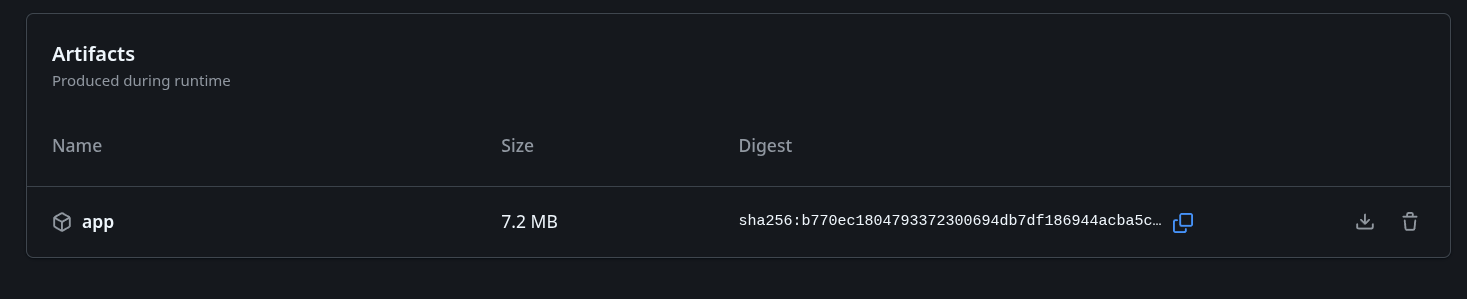 Artifacts
Produced during runtime
Name Size Digest
app 7.2 MB sha256:b770ec1804793372300694db7df186944acba5c…